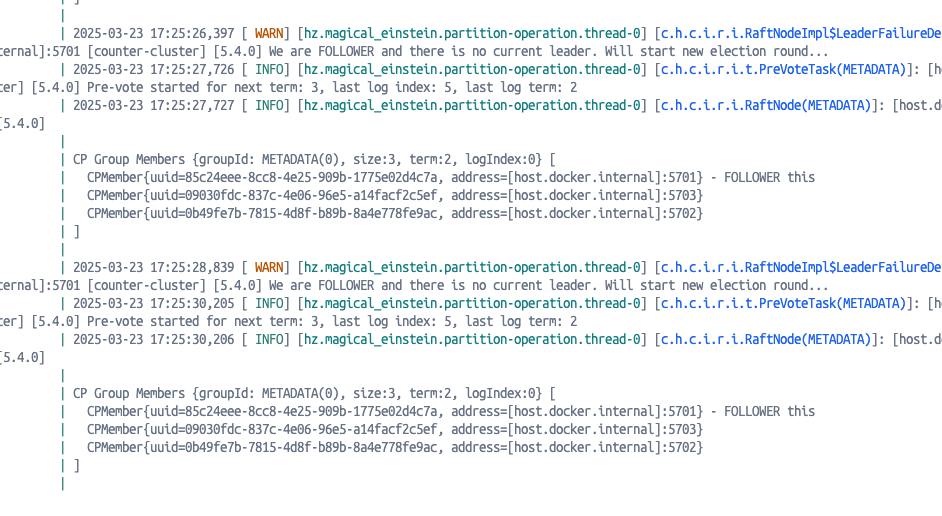 ]
|
| 2025-03-23 17:25:26,397 [ WARN] [hz.magical_einstein.partition-operation.thread-0] [c.h.c.i.r.i.RaftNodeImpl$LeaderFailureDe
ternal]:5701 [counter-cluster] [5.4.0] We are FOLLOWER and there is no current leader. Will start new election round...
| 2025-03-23 17:25:27,726 [ INFO] [hz.magical_einstein.partition-operation.thread-0] [c.h.c.i.r.i.t.PreVoteTask(METADATA)]: [ho
ter] [5.4.0] Pre-vote started for next term: 3, last log index: 5, last log term: 2
| 2025-03-23 17:25:27,727 [ INFO] [hz.magical_einstein.partition-operation.thread-0] [c.h.c.i.r.i.RaftNode(METADATA)]: [host.do
[5.4.0]
|
| CP Group Members {groupId: METADATA(0), size:3, term:2, logIndex:0} [
| CPMember{uuid=85c24eee-8cc8-4e25-909b-1775e02d4c7a, address=[host.docker.internal]:5701} - FOLLOWER this
| CPMember{uuid=09030fdc-837c-4e06-96e5-a14facf2c5ef, address=[host.docker.internal]:5703}
| CPMember{uuid=0b49fe7b-7815-4d8f-b89b-8a4e778fe9ac, address=[host.docker.internal]:5702}
| ]
|
| 2025-03-23 17:25:28,839 [ WARN] [hz.magical_einstein.partition-operation.thread-0] [c.h.c.i.r.i.RaftNodeImpl$LeaderFailureDe
ternal]:5701 [counter-cluster] [5.4.0] We are FOLLOWER and there is no current leader. Will start new election round...
| 2025-03-23 17:25:30,205 [ INFO] [hz.magical_einstein.partition-operation.thread-0] [c.h.c.i.r.i.t.PreVoteTask(METADATA)]: [ho
ter] [5.4.0] Pre-vote started for next term: 3, last log index: 5, last log term: 2
| 2025-03-23 17:25:30,206 [ INFO] [hz.magical_einstein.partition-operation.thread-0] [c.h.c.i.r.i.RaftNode(METADATA)]: [host.do
[5.4.0]
|
| CP Group Members {groupId: METADATA(0), size:3, term:2, logIndex:0} [
| CPMember{uuid=85c24eee-8cc8-4e25-909b-1775e02d4c7a, address=[host.docker.internal]:5701} - FOLLOWER this
| CPMember{uuid=09030fdc-837c-4e06-96e5-a14facf2c5ef, address=[host.docker.internal]:5703}
| CPMember{uuid=0b49fe7b-7815-4d8f-b89b-8a4e778fe9ac, address=[host.docker.internal]:5702}
| ]
|